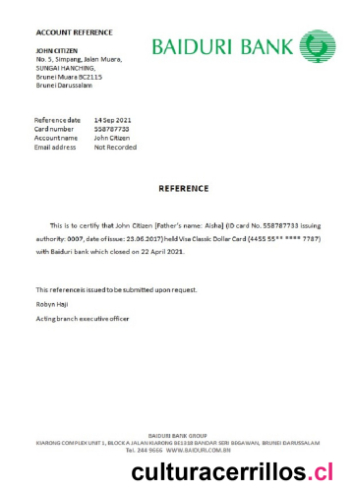 ACCOUNT REFERENCE
BAIDURI BANK
JOHN CITIZEN
No. 5, Simpang, Jalan Muara,
SUNGAI HANCHING,
Brunei Muara BC2115
Brunei Darussalam
Reference date 14 Sep 2021
Card number 558787733
Account name John Citizen
Email address Not Recorded
REFERENCE
This is to certify that John Citizen [Father's name: Aisha] (ID card No. 558787733 issuing
authority: 0007, date of issue: 23.06.2017) held Visa Classic Dollar Card (4455 55** **** 7787)
with Baiduri bank which closed on 22 April 2021.
This reference is issued to be submitted upon request.
Robyn Haji
Acting branch executive officer
BAIDURI BANK GROUP
KIARONG COMPLEX UNIT 1, BLOCK A JALAN KIARONG BE1318 BANDAR SERI BEGAWAN, BRUNEI DARUSSALAM
Tel. 244 9666 WWW.BAIDURI.COM.BN
culturacerrillos.cl